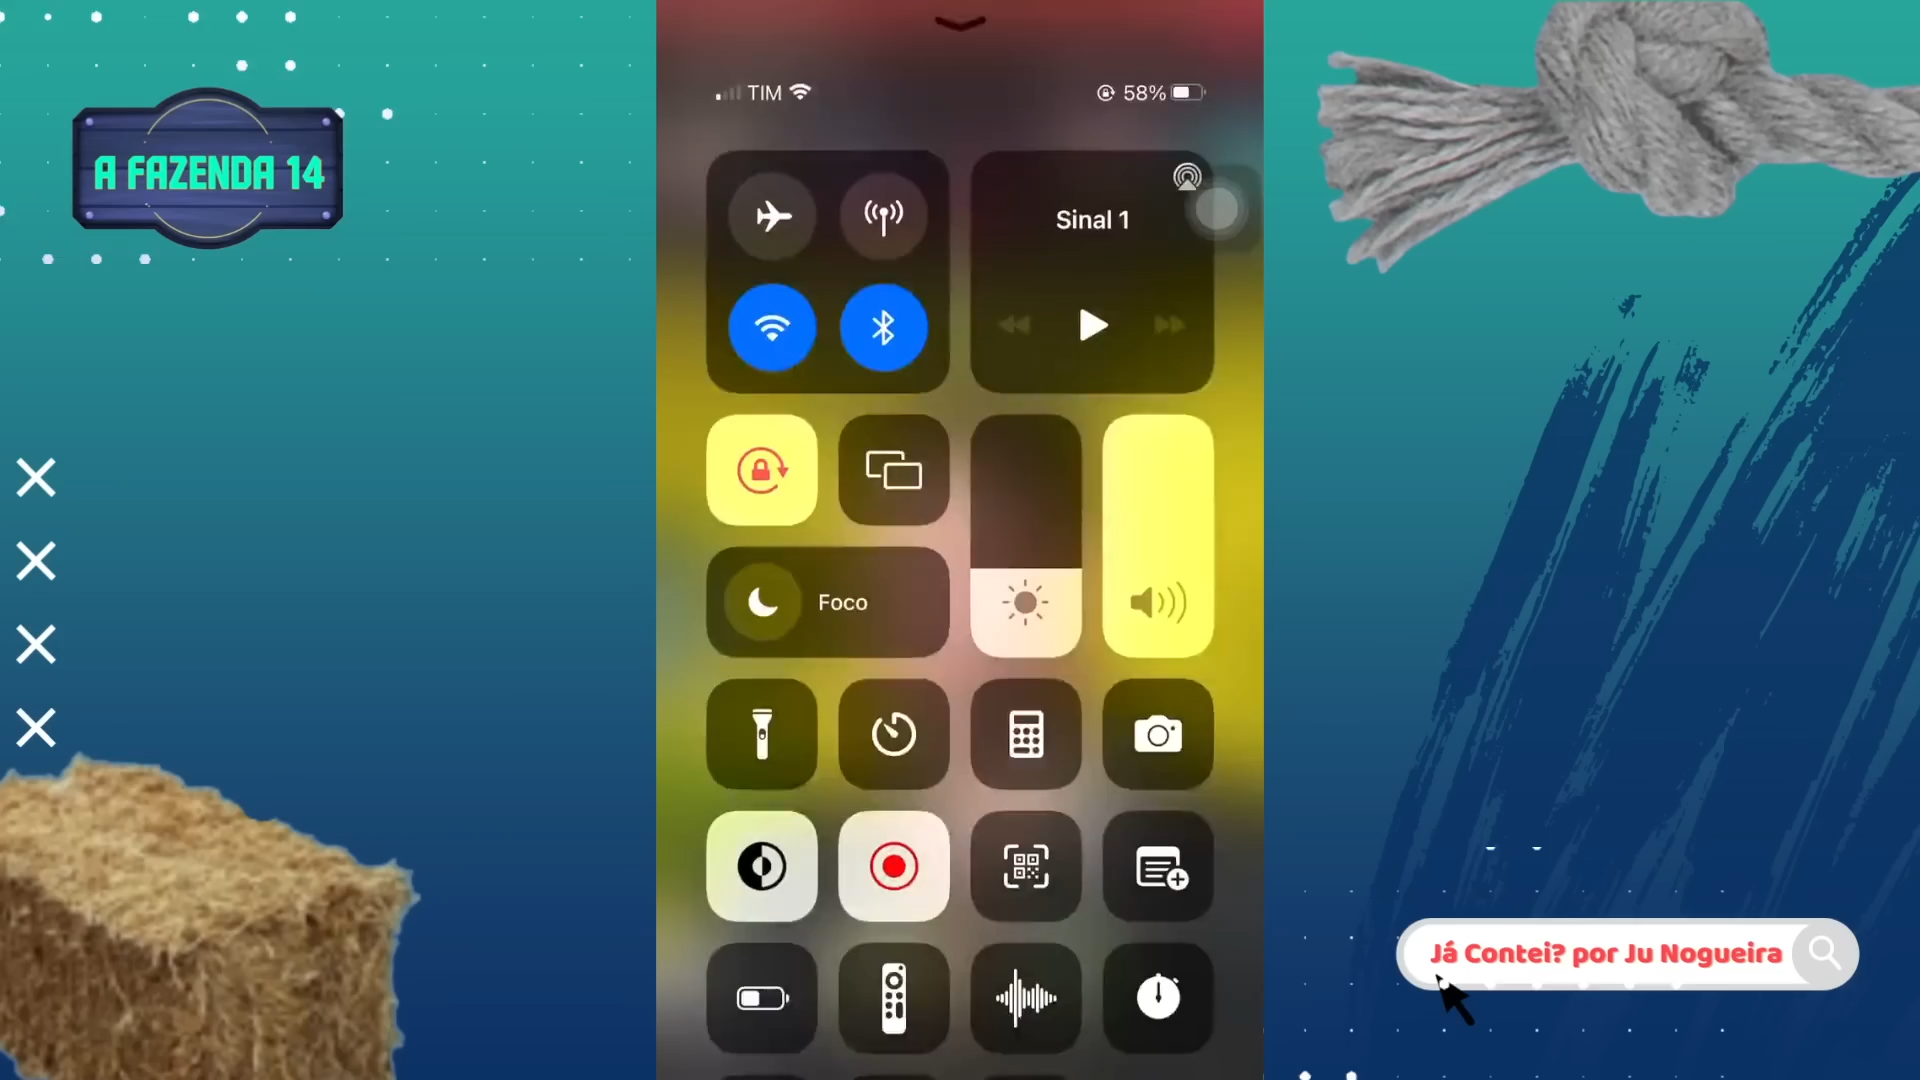 A FAZENDA 14
TIM
58%
Sinal 1
Foco
Já Contei? por Ju Nogueira